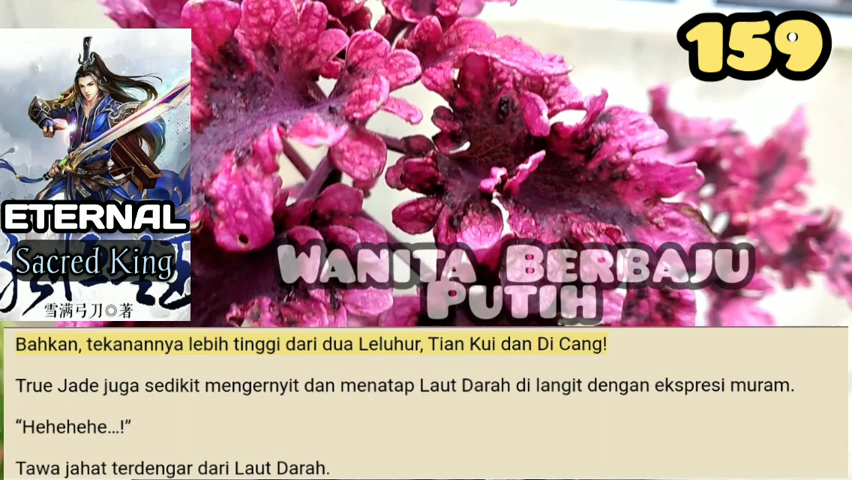 159
ETERNAL
Sacred King
雪满弓刀◎著
WANITA BERBAJU
PUTIH
Bahkan, tekanannya lebih tinggi dari dua Leluhur, Tian Kui dan Di Cang!
True Jade juga sedikit mengernyit dan menatap Laut Darah di langit dengan ekspresi muram.
“Hehehehe…!”
Tawa jahat terdengar dari Laut Darah.